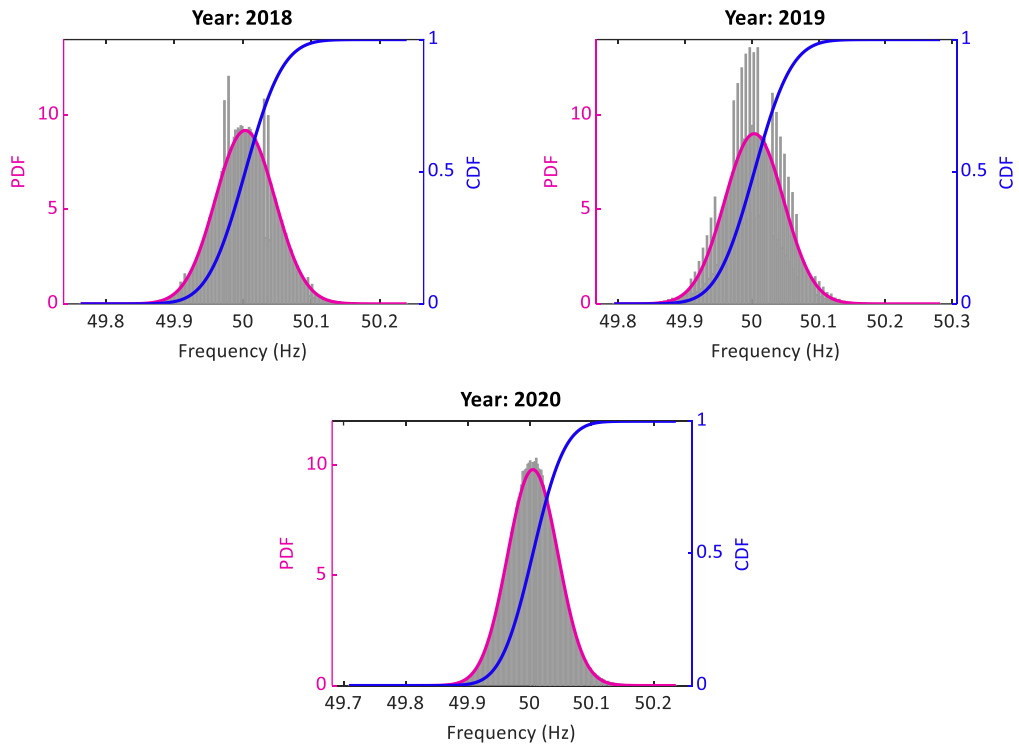 Year: 2018
PDF
10
5
0
1
0.5
0
CDF
49.8 49.9 50 50.1 50.2
Frequency (Hz)
Year: 2019
PDF
10
5
0
1
0.5
0
CDF
49.8 49.9 50 50.1 50.2 50.3
Frequency (Hz)
Year: 2020
PDF
10
5
0
1
0.5
0
CDF
49.7 49.8 49.9 50 50.1 50.2
Frequency (Hz)